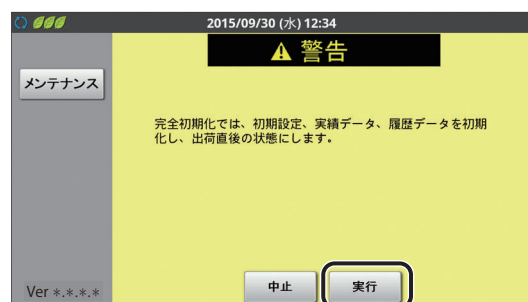 2015/09/30 (水) 12:34
警告
メンテナンス
完全初期化では、初期設定、実績データ、履歴データを初期
化し、出荷直後の状態にします。
中止
実行
Ver *.*.*.*